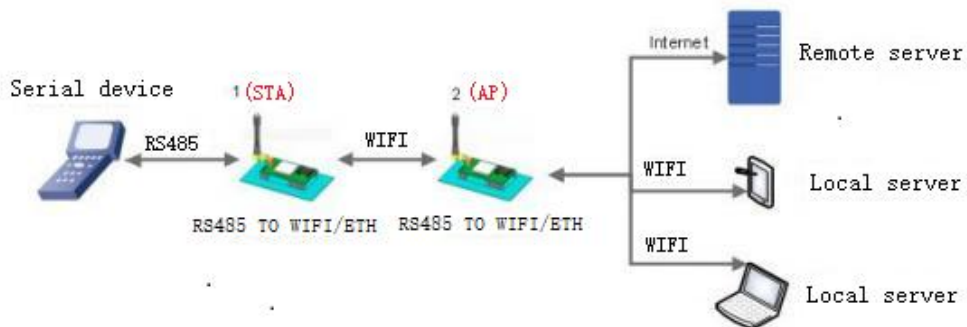 Internet
Remote server
Serial device
1 (STA)
2 (AP)
RS485
WIFI
WIFI
Local server
RS485 TO WIFI/ETH
RS485 TO WIFI/ETH
WIFI
Local server